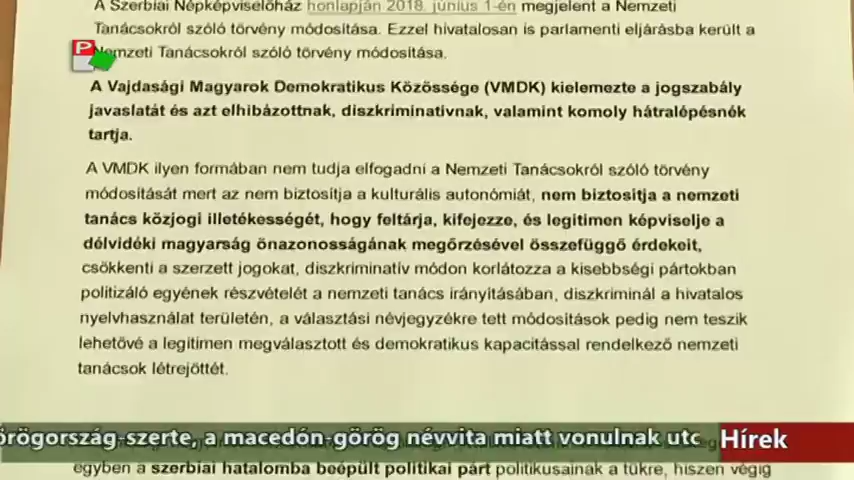 A Szerbiai Népképviselőház honlapján 2018. június 1-én megjelent a Nemzeti
Tanácsokról szóló törvény módosítása. Ezzel hivatalosan is parlamenti eljárásba került a
Nemzeti Tanácsokról szóló törvény módosítása.
P
A Vajdasági Magyarok Demokratikus Közössége (VMDK) kielemezte a jogszabály
javaslatát és azt elhibázottnak, diszkriminativnak, valamint komoly hátralépésnek
tartja.
A VMDK ilyen formában nem tudja elfogadni a Nemzeti Tanácsokról szóló törvény
módosítását mert az nem biztosítja a kulturális autonómiát, nem biztosítja a nemzeti
tanács közjogi illetékességét, hogy feltárja, kifejezze, és legitimen képviselje a
délvidéki magyarság önazonosságának megőrzésével összefüggő érdekeit,
csökkenti a szerzett jogokat, diszkriminatív módon korlátozza a kisebbségi pártokban
politizáló egyének részvételét a nemzeti tanács irányításában, diszkriminál a hivatalos
nyelvhasználat területén, a választási névjegyzékre tett módosítások pedig nem teszik
lehetővé a legitimen megválasztott és demokratikus kapacitással rendelkező nemzeti
tanácsok létrejöttét.
örögország-szerte, a macedón-görög névvita miatt vonulnak utc
Hírek
egyben a szerbiai hatalomba beépült politikai párt politikusainak a tükre, hiszen végig